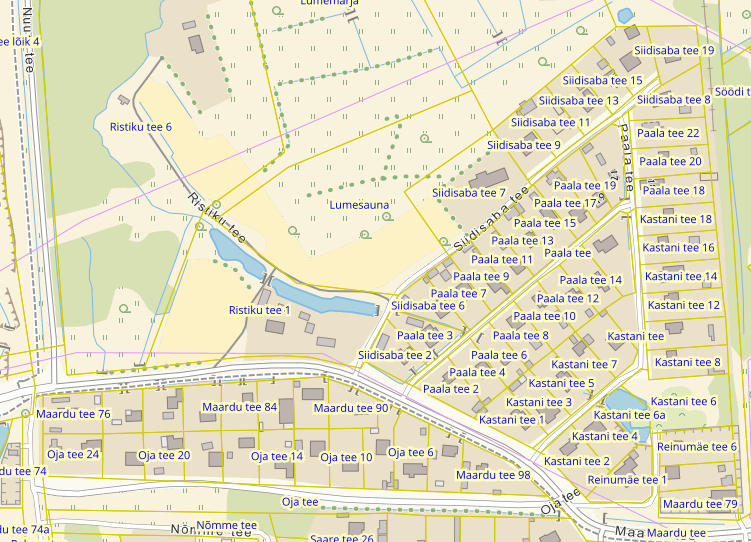 Lumemarja
Nuu
tee
ee lõik 4
Siidisaba tee 19
Siidisaba tee 15
Söödi t
Siidisaba tee 13
Siidisaba tee 8
Siidisaba tee 11
Ristiku tee 6
Paala tee 22
Siidisaba tee 9
Paala tee
Paala tee 20
Siidisaba tee 7
Paala tee 19
Paala tee 18
Lumesauna
Paala tee 17
Ristiku tee
Siidisaba tee
Paala tee 15
Kastani tee 18
Paala tee 13
Paala tee
Kastani tee 16
Paala tee 11
Paala tee 9
Paala tee 14
Kastani tee 14
Paala tee 7
Paala tee 12
Siidisaba tee 6
Kastani tee 12
Ristiku tee 1
Paala tee 10
Paala tee 3
Paala tee 8
Kastani tee
Siidisaba tee 2
Paala tee 6
Kastani tee 7
Kastani tee 8
Paala tee 4
Kastani tee 5
Paala tee 2
Kastani tee 3
Kastani tee 6
Maardu tee 76
Maardu tee 84
Maardu tee 90
Kastani tee 6a
Kastani tee 1
Kastani tee 4
Reinumäe tee 6
Oja tee 24
Oja tee 20
Oja tee 14
Oja tee 10
Oja tee 6
Kastani tee 2
rdu tee 74
Maardu tee 98
Reinumäe tee 1
Oja tee
Oja tee
Maardu tee 79
du tee 74a
Nõmme tee
Nõmme tee
Maa
Maardu tee
Saare tee 26